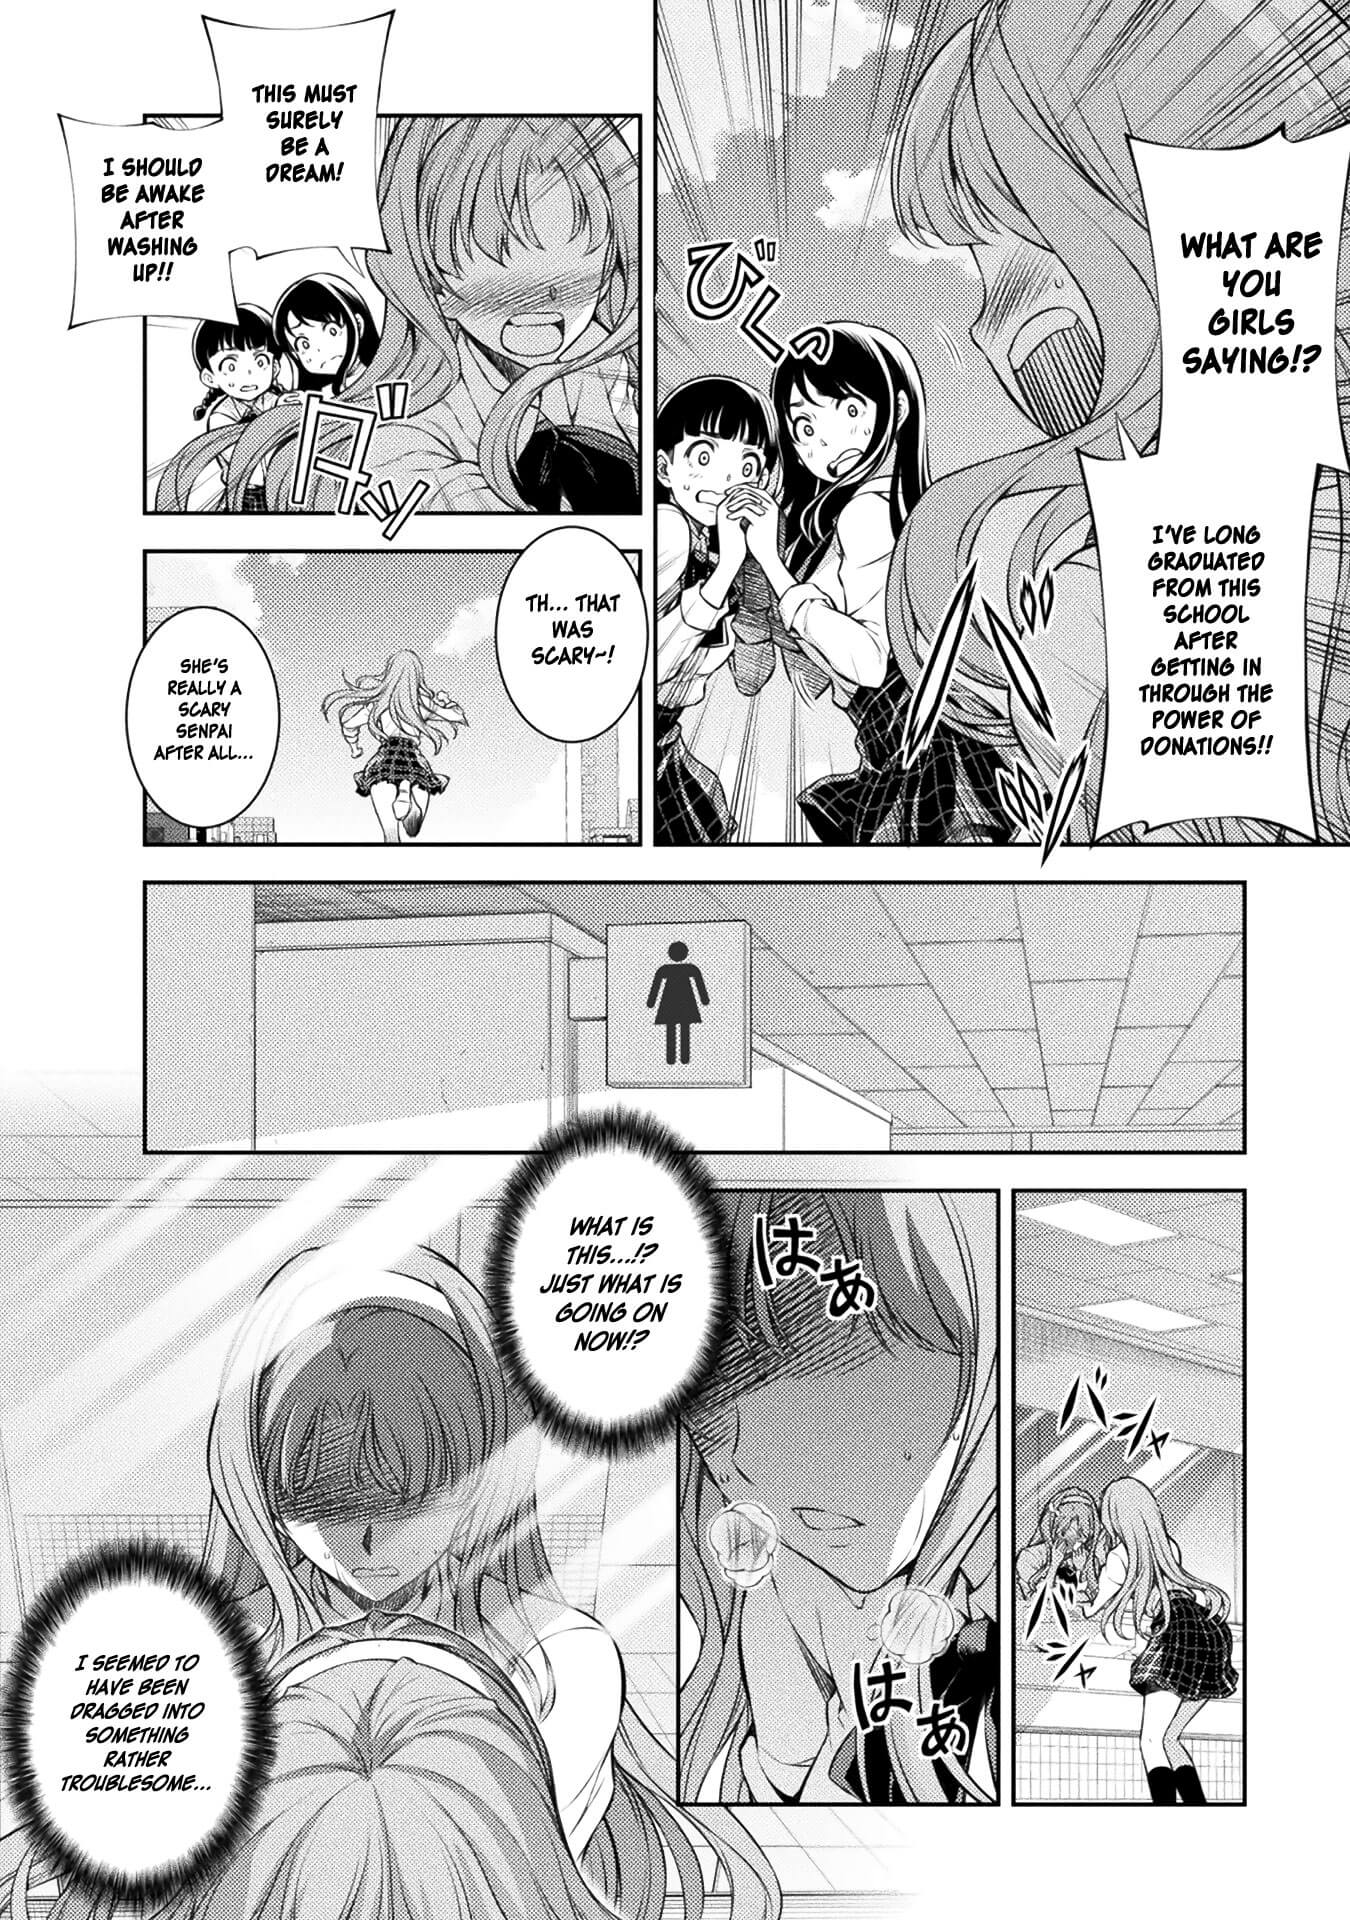 WHAT ARE
YOU
GIRLS
SAYING!?
I'VE LONG
GRADUATED
FROM THIS
SCHOOL
AFTER
GETTING IN
THROUGH THE
POWER OF
DONATIONS!!
びくっ
THIS MUST
SURELY
BE A
DREAM!
I SHOULD
BE AWAKE
AFTER
WASHING
UP!!
ダッ
TH... THAT
WAS
SCARY~!
SHE'S
REALLY A
SCARY
SENPAI
AFTER ALL...
バシャ
バシャ
はぁ
はぁ
WHAT IS
THIS...!?
JUST WHAT IS
GOING ON
NOW!?
I SEEMED TO
HAVE BEEN
DRAGGED INTO
SOMETHING
RATHER
TROUBLESOME...